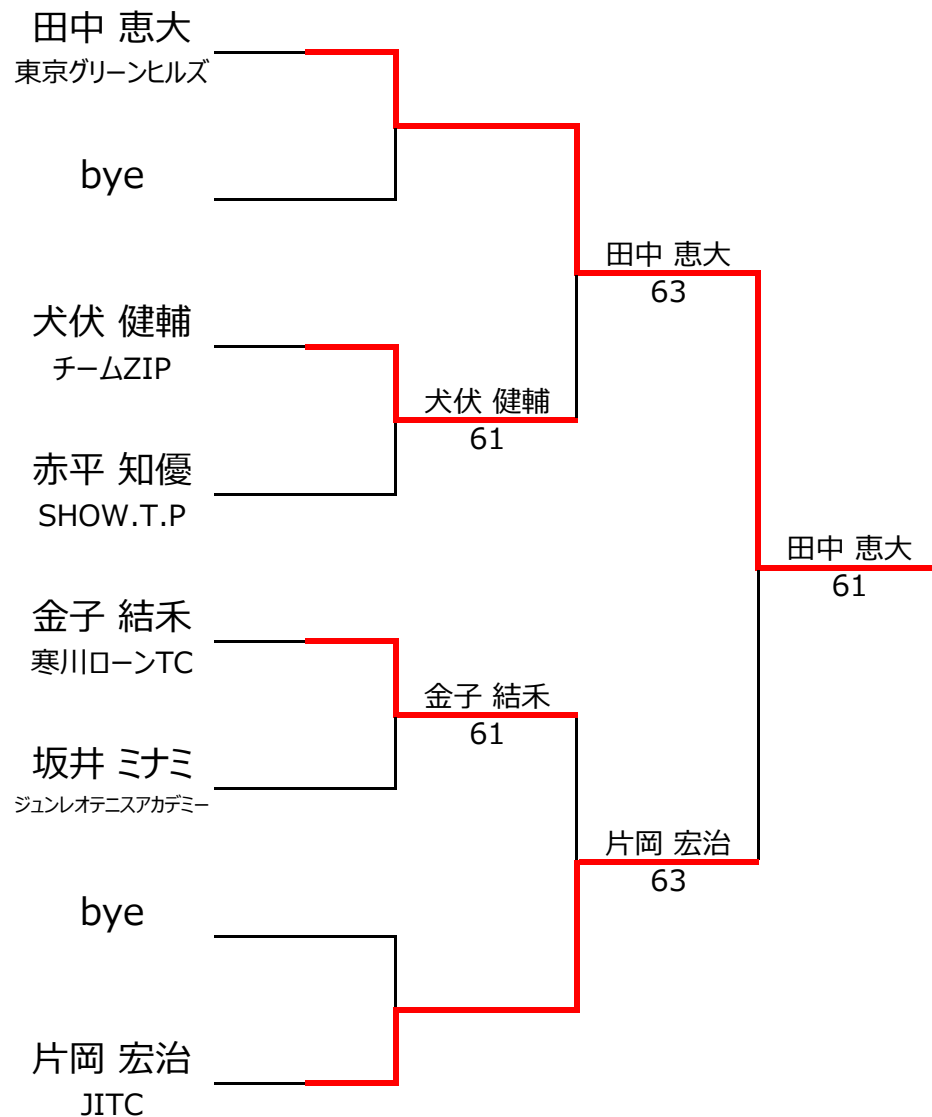 田中 恵大
東京グリーンヒルズ
bye
田中 恵大
63
犬伏 健輔
チームZIP
犬伏 健輔
61
赤平 知優
SHOW.T.P
田中 恵大
61
金子 結禾
寒川ローンTC
金子 結禾
61
坂井 ミナミ
ジュンレオテニスアカデミー
片岡 宏治
63
bye
片岡 宏治
JITC